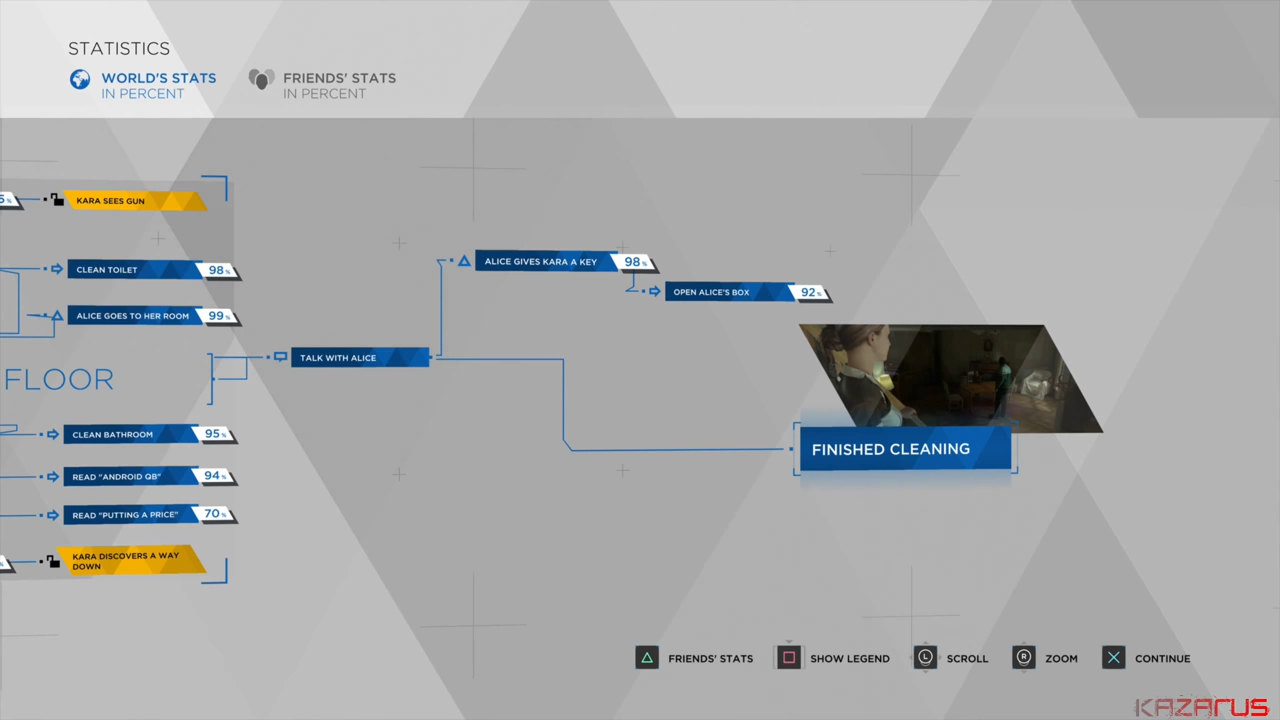 STATISTICS
WORLD'S STATS
IN PERCENT
FRIENDS' STATS
IN PERCENT
5%
KARA SEES GUN
CLEAN TOILET 98%
ALICE GOES TO HER ROOM 99%
FLOOR
CLEAN BATHROOM 95%
READ "ANDROID QB" 94%
READ "PUTTING A PRICE" 70%
%
KARA DISCOVERS A WAY
DOWN
TALK WITH ALICE
ALICE GIVES KARA A KEY 98%
OPEN ALICE'S BOX 92%
FINISHED CLEANING
FRIENDS' STATS
SHOW LEGEND
L SCROLL
R ZOOM
CONTINUE
KAZARUS